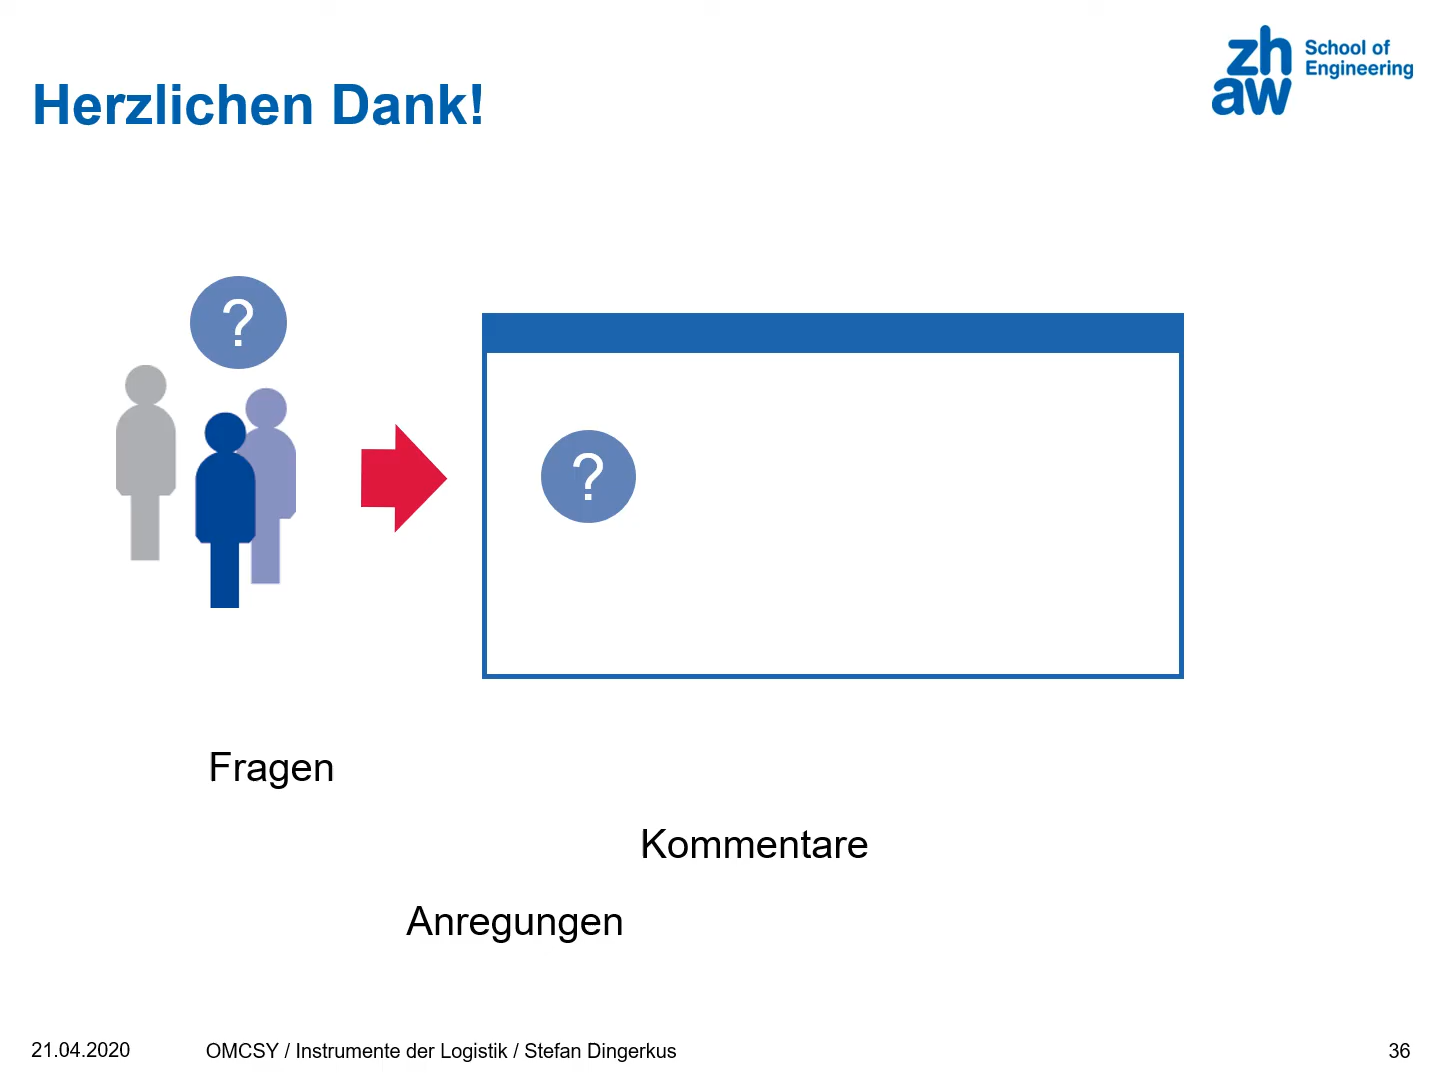 zh
aw
School of
Engineering
Herzlichen Dank!
?
?
Fragen
Kommentare
Anregungen
21.04.2020
OMCSY / Instrumente der Logistik / Stefan Dingerkus
36